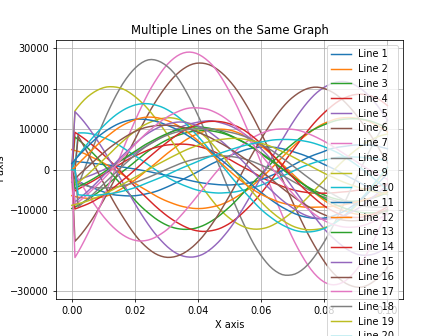 Multiple Lines on the Same Graph
30000
20000
10000
0
−10000
−20000
−30000
0.00
0.02
0.04
0.06
0.08
X axis
axis
Line 1
Line 2
Line 3
Line 4
Line 5
Line 6
Line 7
Line 8
Line 9
Line 10
Line 11
Line 12
Line 13
Line 14
Line 15
Line 16
Line 17
Line 18
Line 19
Line 20